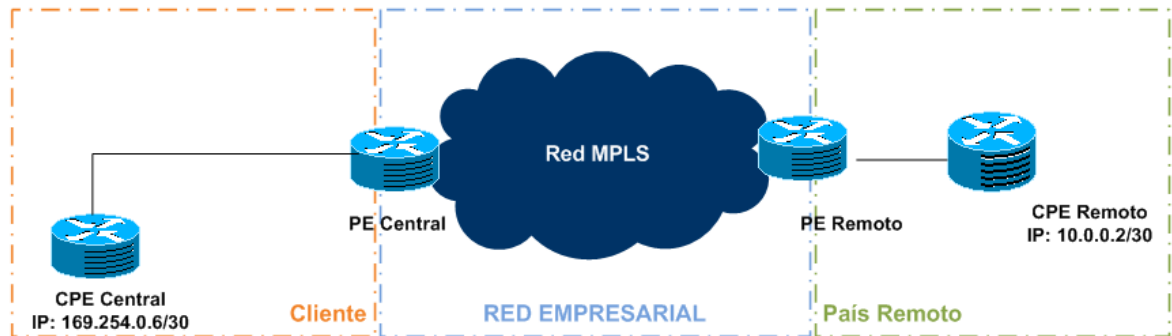 Red MPLS
PE Central
PE Remoto
CPE Remoto
IP: 10.0.0.2/30
CPE Central
IP: 169.254.0.6/30
Cliente
RED EMPRESARIAL
País Remoto